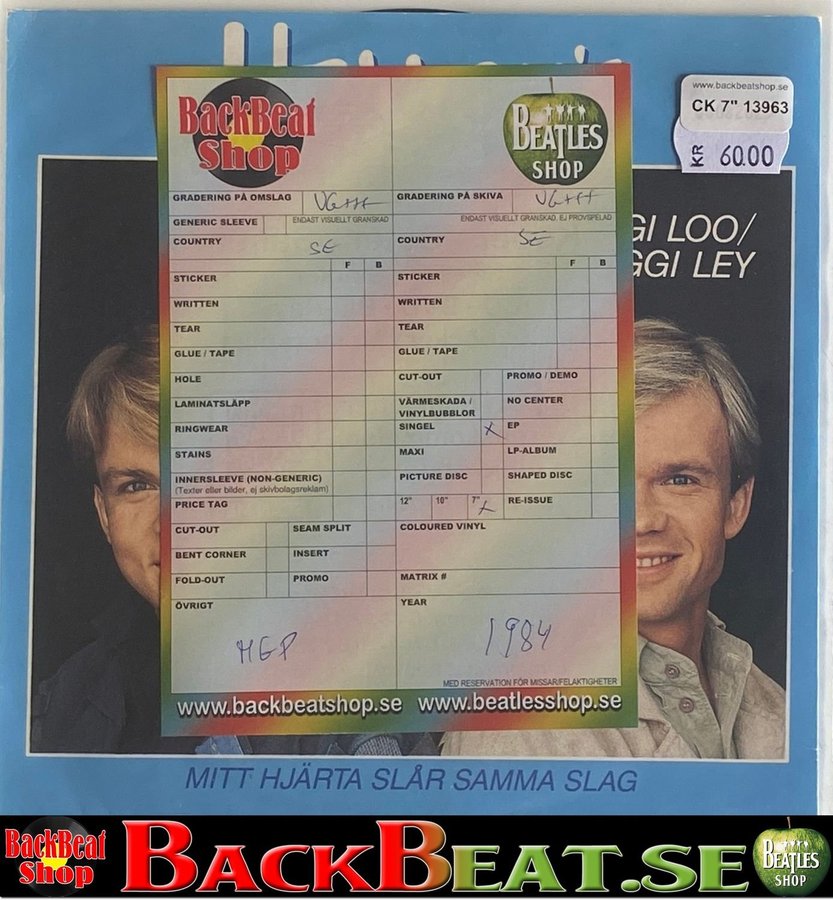 www.backbeatshop.se
CK 7" 13963
KR 60.00
GI LOO/
GGI LEY
BackBeat
Shop
BEATLES
SHOP
GRADERING PÅ OMSLAG VG+++
GRADERING PÅ SKIVA VG+++
GENERIC SLEEVE ENDAST VISUELLT GRANSKAD
ENDAST VISUELLT GRANSKAD, EJ PROVSPELAD
COUNTRY SE
COUNTRY SE
F B
F B
STICKER
STICKER
WRITTEN
WRITTEN
TEAR
TEAR
GLUE / TAPE
GLUE / TAPE
HOLE
CUT-OUT PROMO / DEMO
LAMINATSLÄPP
VÄRMESKADA / NO CENTER
VINYLBUBBLOR
RINGWEAR
SINGEL X EP
STAINS
MAXI LP-ALBUM
INNERSLEEVE (NON-GENERIC)
(Texter eller bilder, ej skivbolagsreklam)
PICTURE DISC SHAPED DISC
PRICE TAG
12" 10" 7" X RE-ISSUE
CUT-OUT SEAM SPLIT
COLOURED VINYL
BENT CORNER INSERT
FOLD-OUT PROMO
MATRIX #
ÖVRIGT
YEAR
MGP
1984
MED RESERVATION FÖR MISSAR/FELAKTIGHETER
www.backbeatshop.se www.beatlesshop.se
MITT HJÄRTA SLÅR SAMMA SLAG
BackBeat
Shop
BACKBEAT.SE
BEATLES
SHOP